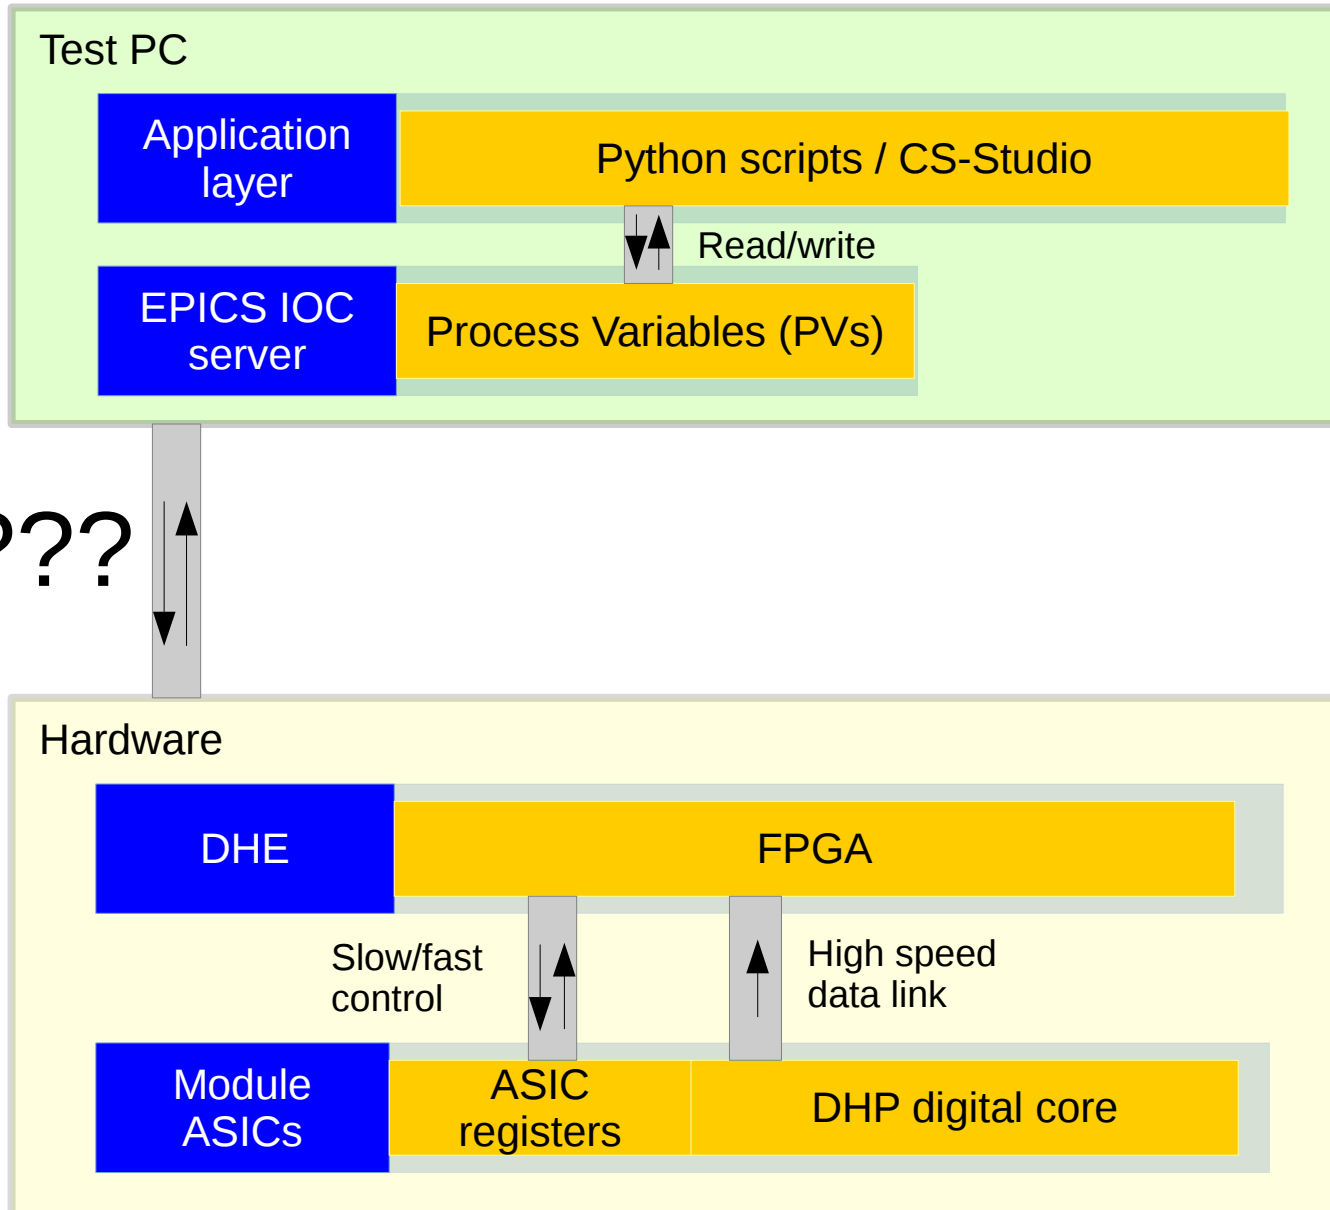 Test PC
Application
layer
Python scripts / CS-Studio
Read/write
EPICS IOC
server
Process Variables (PVs)
???
Hardware
DHE
FPGA
Slow/fast
control
High speed
data link
Module
ASICs
ASIC
registers
DHP digital core